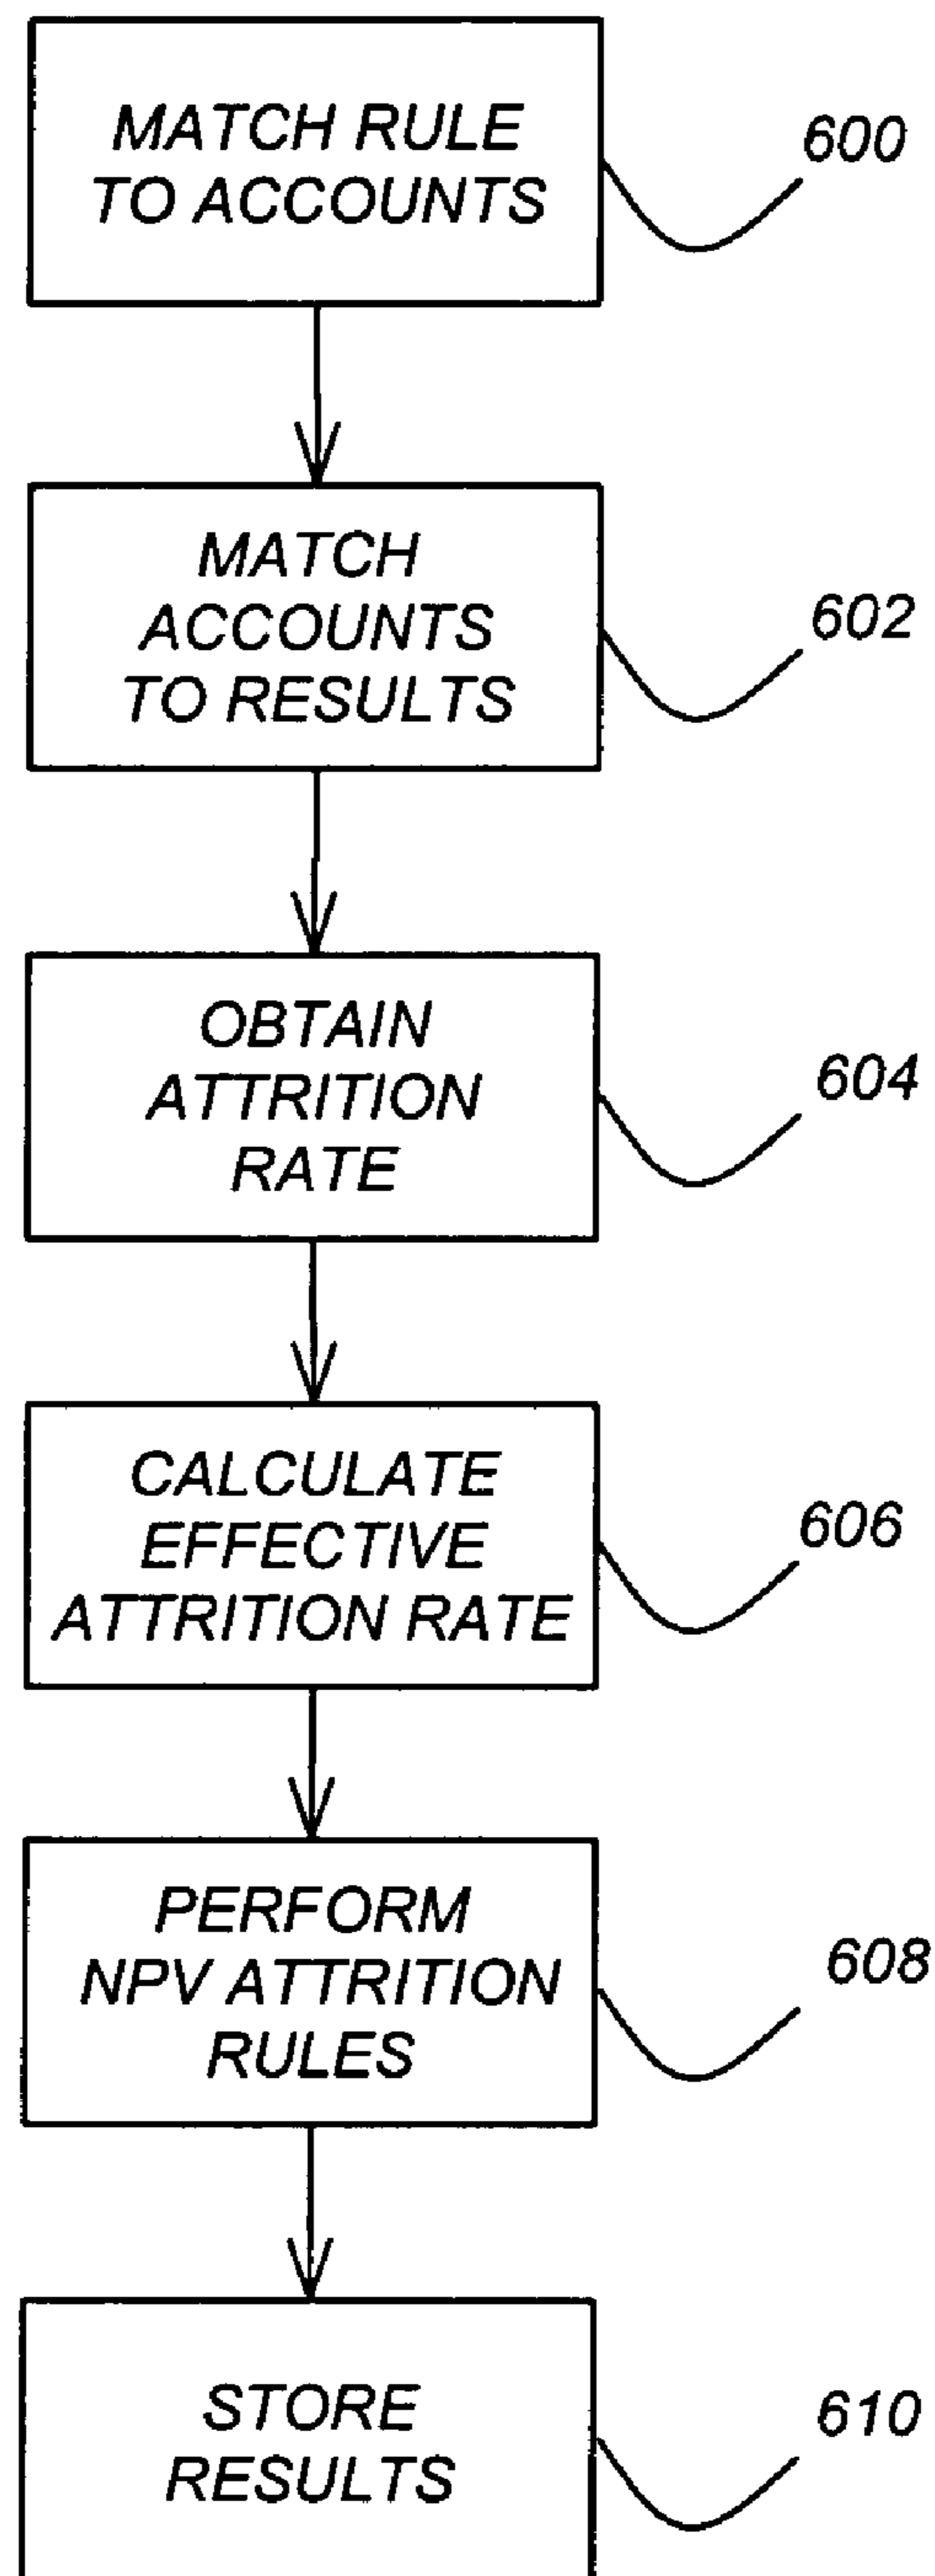 MATCH RULE
TO ACCOUNTS
600
MATCH
ACCOUNTS
TO RESULTS
602
OBTAIN
ATTRITION
RATE
604
CALCULATE
EFFECTIVE
ATTRITION RATE
606
PERFORM
NPV ATTRITION
RULES
608
STORE
RESULTS
610